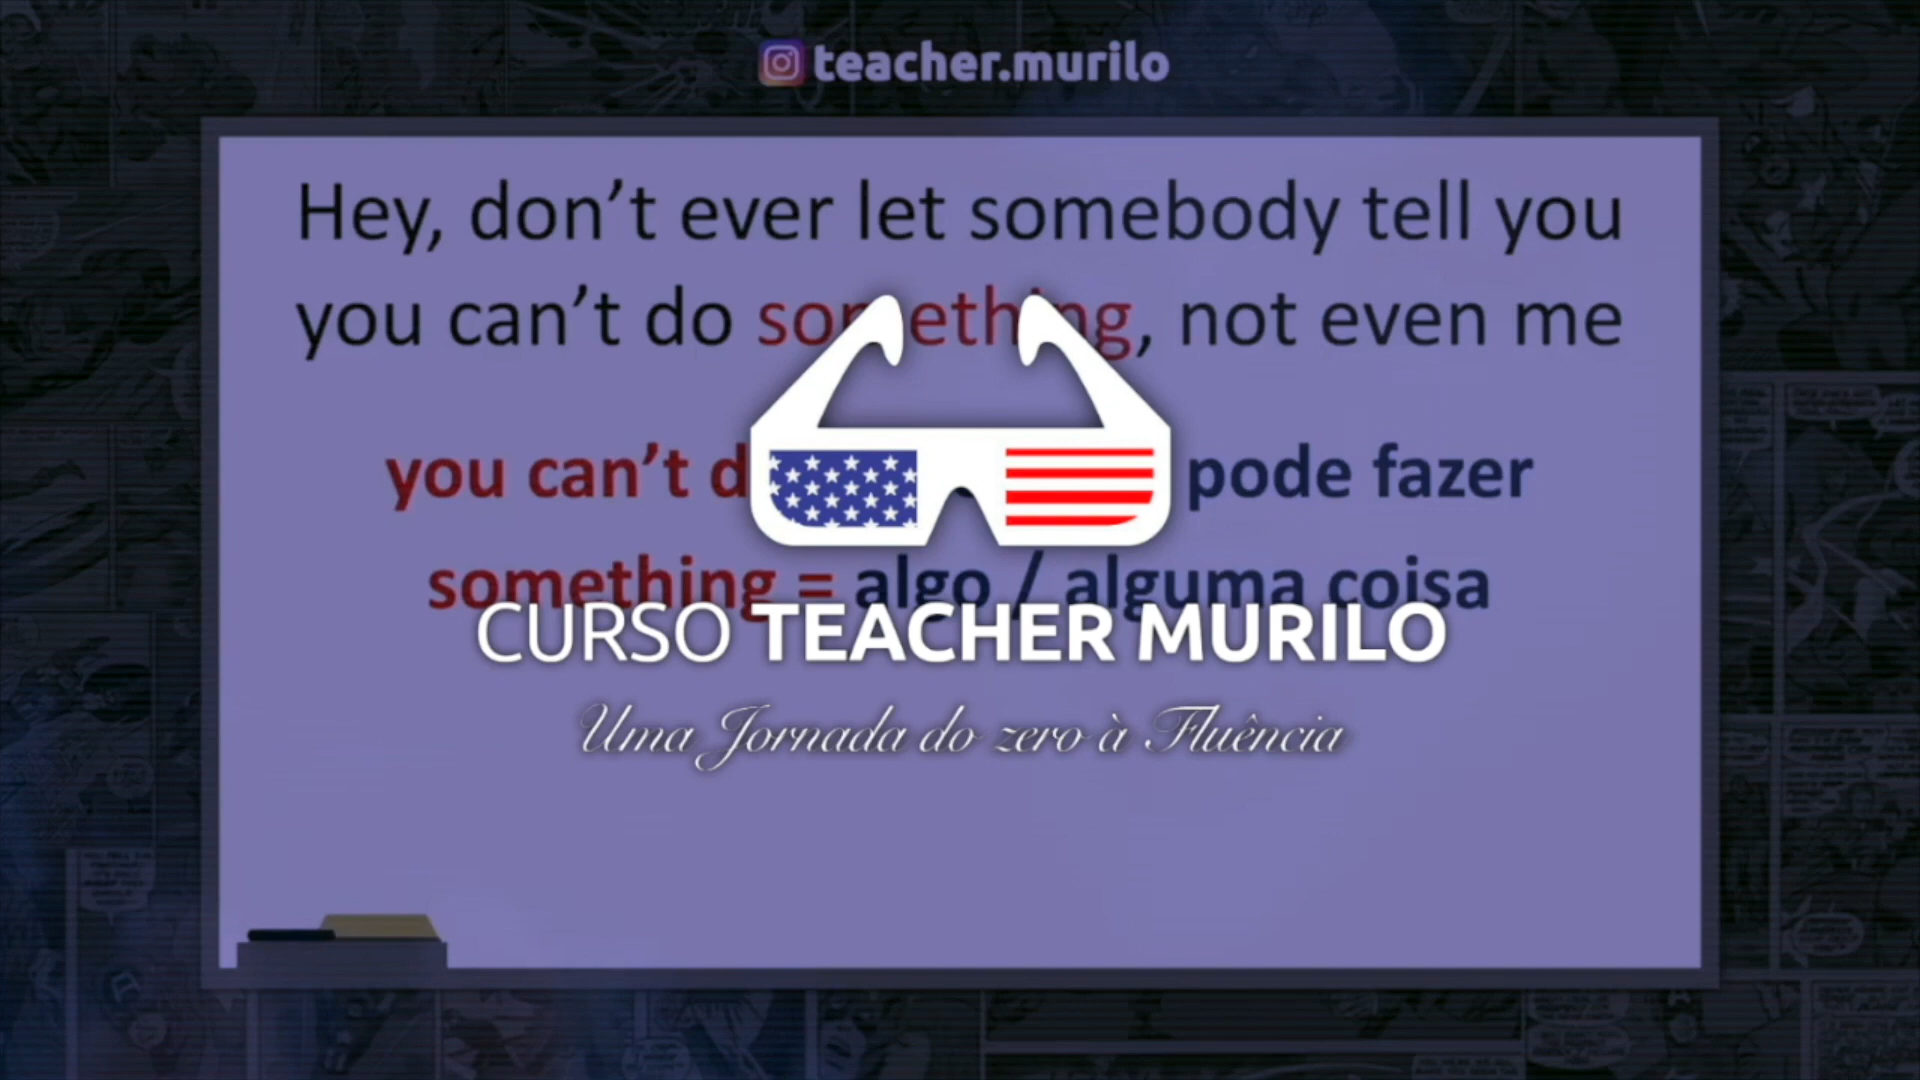 teacher.murilo
Hey, don't ever let somebody tell you
you can't do something, not even me
you can't d pode fazer
something = algo / alguma coisa
CURSO TEACHER MURILO
Uma Jornada do zero à Fluência